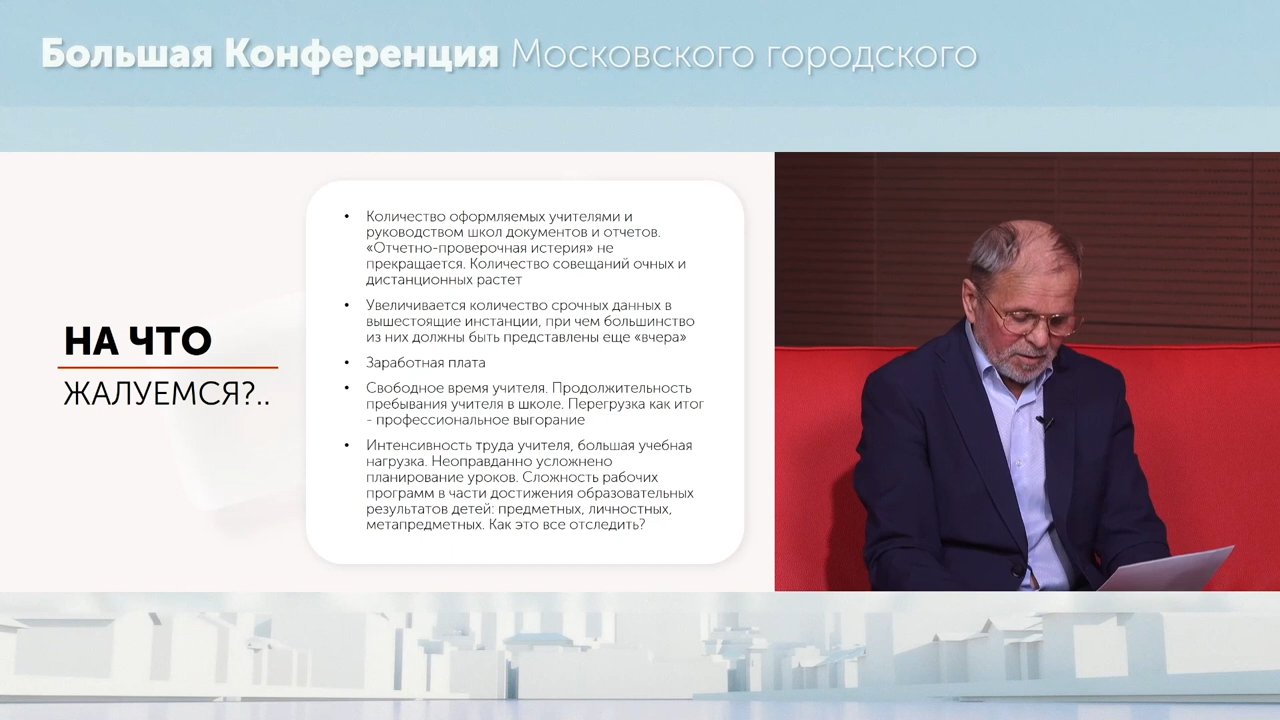 Большая Конференция Московского городского
НА ЧТО
ЖАЛУЕМСЯ?..
• Количество оформляемых учителями и
руководством школ документов и отчетов.
«Отчетно-проверочная истерия» не
прекращается. Количество совещаний очных и
дистанционных растет
• Увеличивается количество срочных данных в
вышестоящие инстанции, при чем большинство
из них должны быть представлены еще «вчера»
• Заработная плата
• Свободное время учителя. Продолжительность
пребывания учителя в школе. Перегрузка как итог
- профессиональное выгорание
• Интенсивность труда учителя, большая учебная
нагрузка. Неоправданно усложнено
планирование уроков. Сложность рабочих
программ в части достижения образовательных
результатов детей: предметных, личностных,
метапредметных. Как это все отследить?